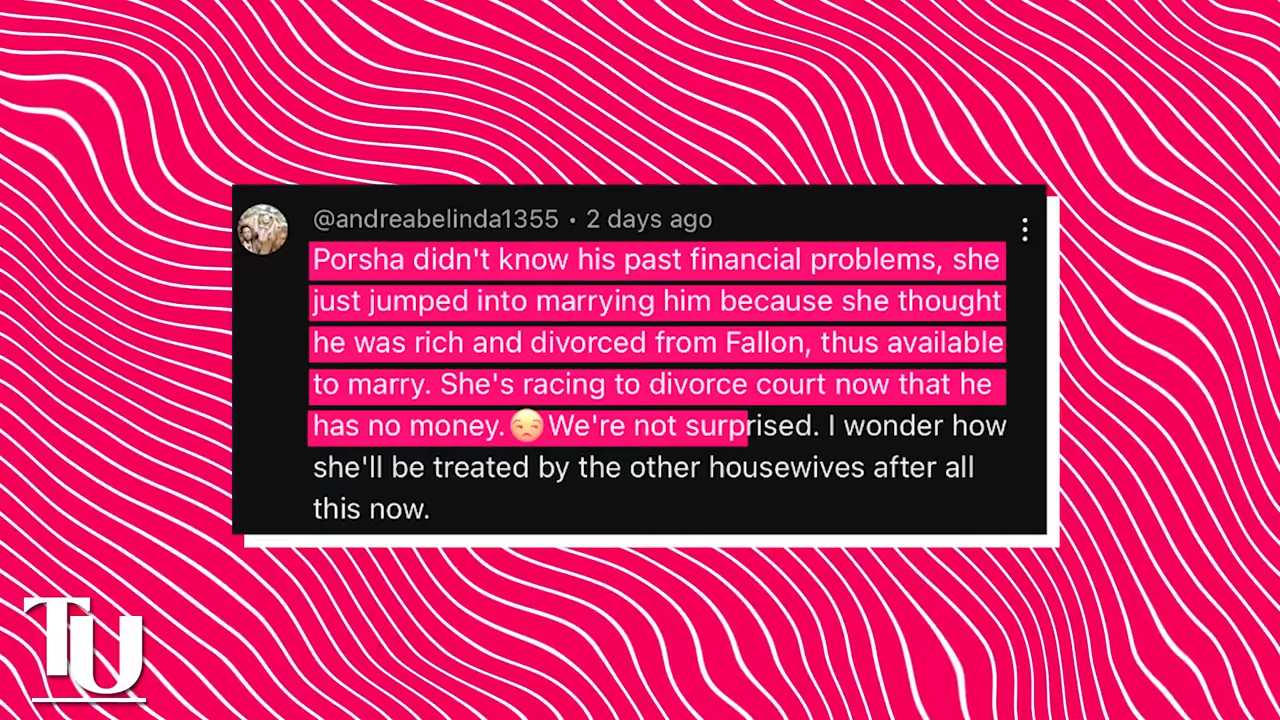 @andreabelinda1355 • 2 days ago
Porsha didn't know his past financial problems, she
just jumped into marrying him because she thought
he was rich and divorced from Fallon, thus available
to marry. She's racing to divorce court now that he
has no money.😒We're not surprised. I wonder how
she'll be treated by the other housewives after all
this now.
TU